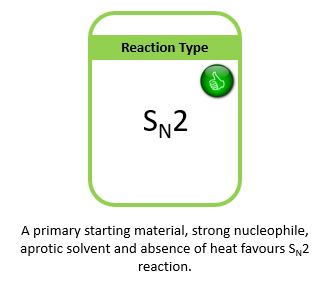 Reaction Type
S_N2
A primary starting material, strong nucleophile,
aprotic solvent and absence of heat favours S_N2
reaction.